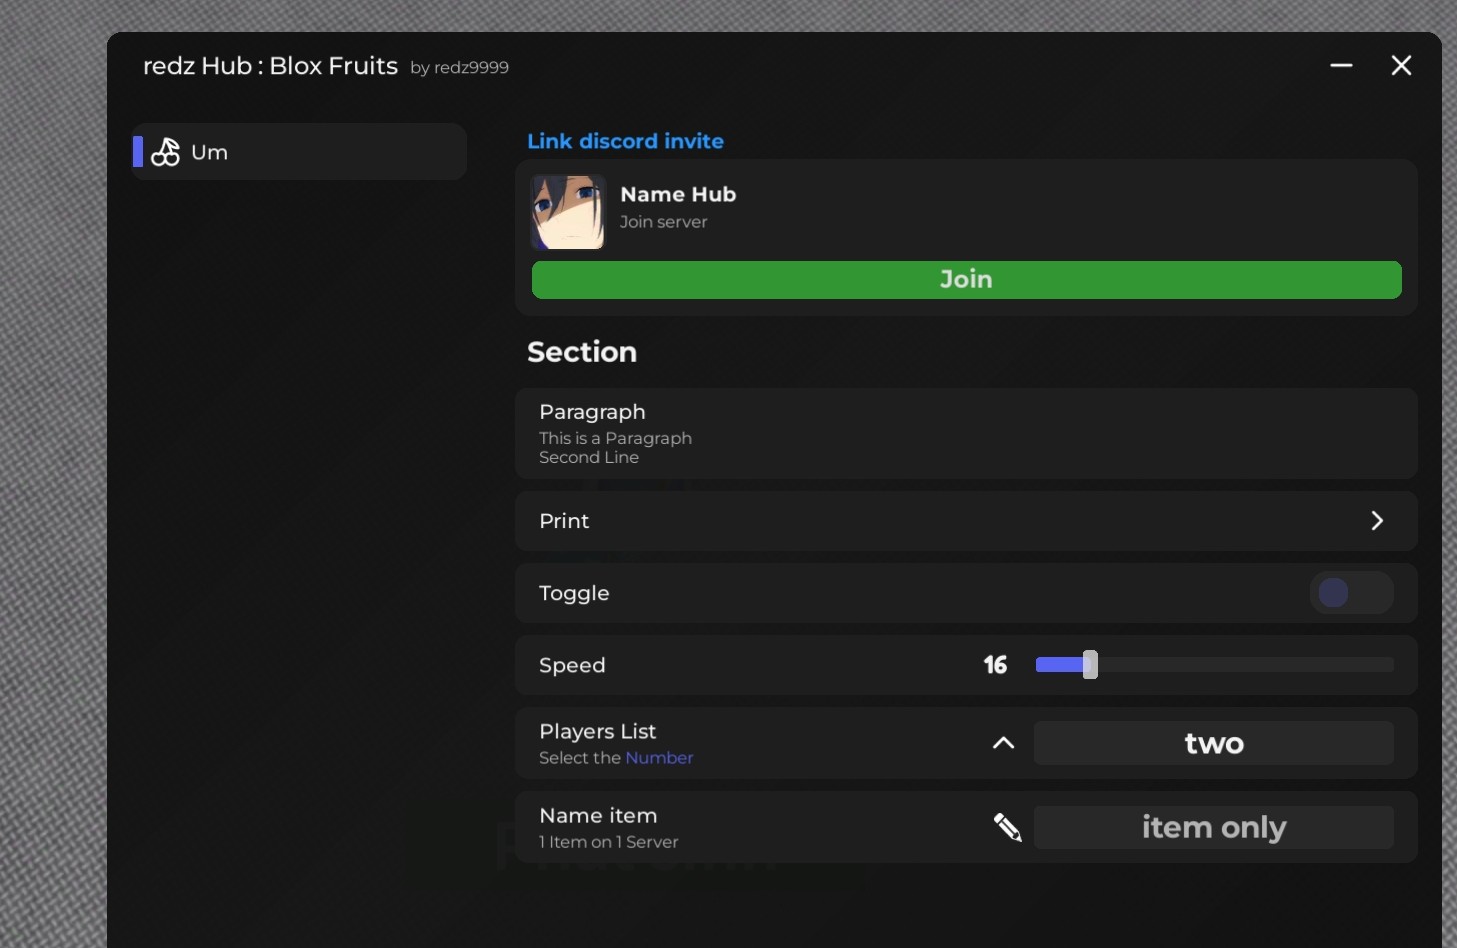 redz Hub : Blox Fruits by redz9999
Um
Link discord invite
Name Hub
Join server
Join
Section
Paragraph
This is a Paragraph
Second Line
Print
Toggle
Speed 16
Players List
Select the Number
two
Name item
1 Item on 1 Server
item only